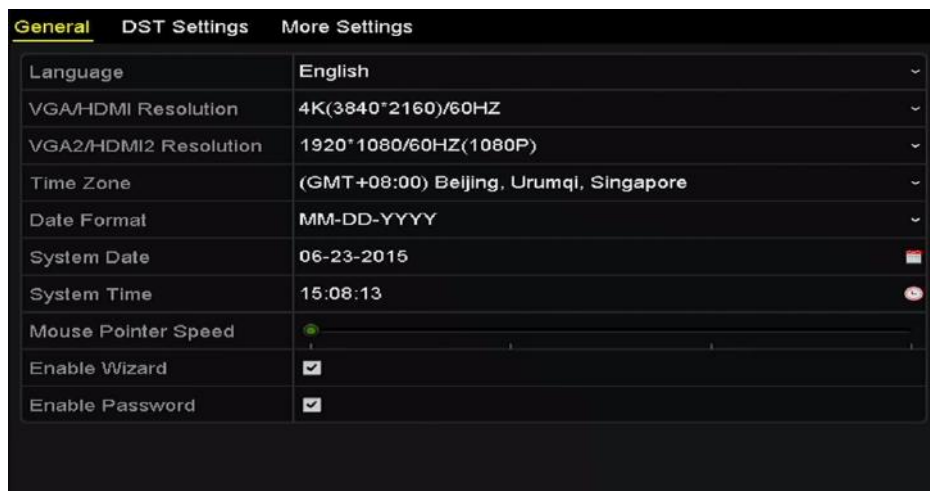 General DST Settings More Settings
Language English
VGA/HDMI Resolution 4K(3840*2160)/60HZ
VGA2/HDMI2 Resolution 1920*1080/60HZ(1080P)
Time Zone (GMT+08:00) Beijing, Urumqi, Singapore
Date Format MM-DD-YYYY
System Date 06-23-2015
System Time 15:08:13
Mouse Pointer Speed
Enable Wizard
Enable Password